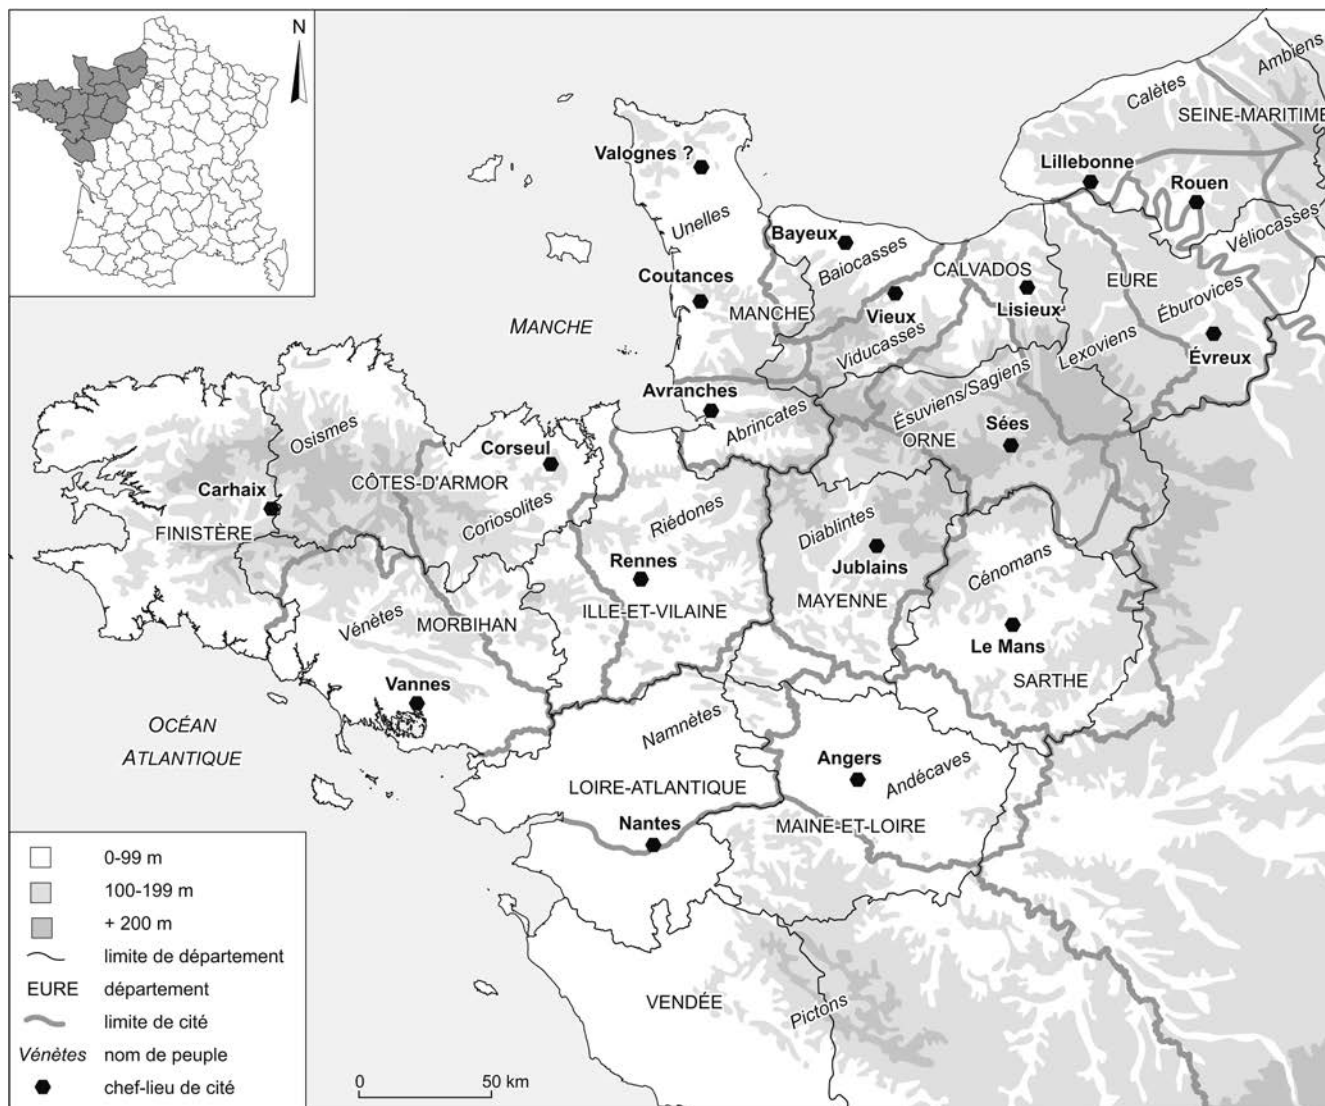 N
Ambiens
Calètes
SEINE-MARITIME
Valognes ?
Lillebonne
Rouen
Unelles
Véliocasses
Bayeux
Baiocasses
Coutances
CALVADOS
EURE
MANCHE
MANCHE
Vieux
Lisieux
Éburovices
Viducasses
Lexoviens
Évreux
Avranches
Abrincates
Ésuviens/Sagiens
Sées
ORNE
Osismes
Corseul
CÔTES-D'ARMOR
Carhaix
Coriosolites
Riédones
Diablintes
FINISTÈRE
Rennes
Jublains
Cénomans
MAYENNE
ILLE-ET-VILAINE
Vénètes
MORBIHAN
Le Mans
SARTHE
Vannes
OCÉAN
ATLANTIQUE
Namnètes
Angers
Andécaves
LOIRE-ATLANTIQUE
Nantes
MAINE-ET-LOIRE
VENDÉE
Pictons
0-99 m
100-199 m
+ 200 m
limite de département
EURE département
limite de cité
Vénètes nom de peuple
chef-lieu de cité
0 50 km